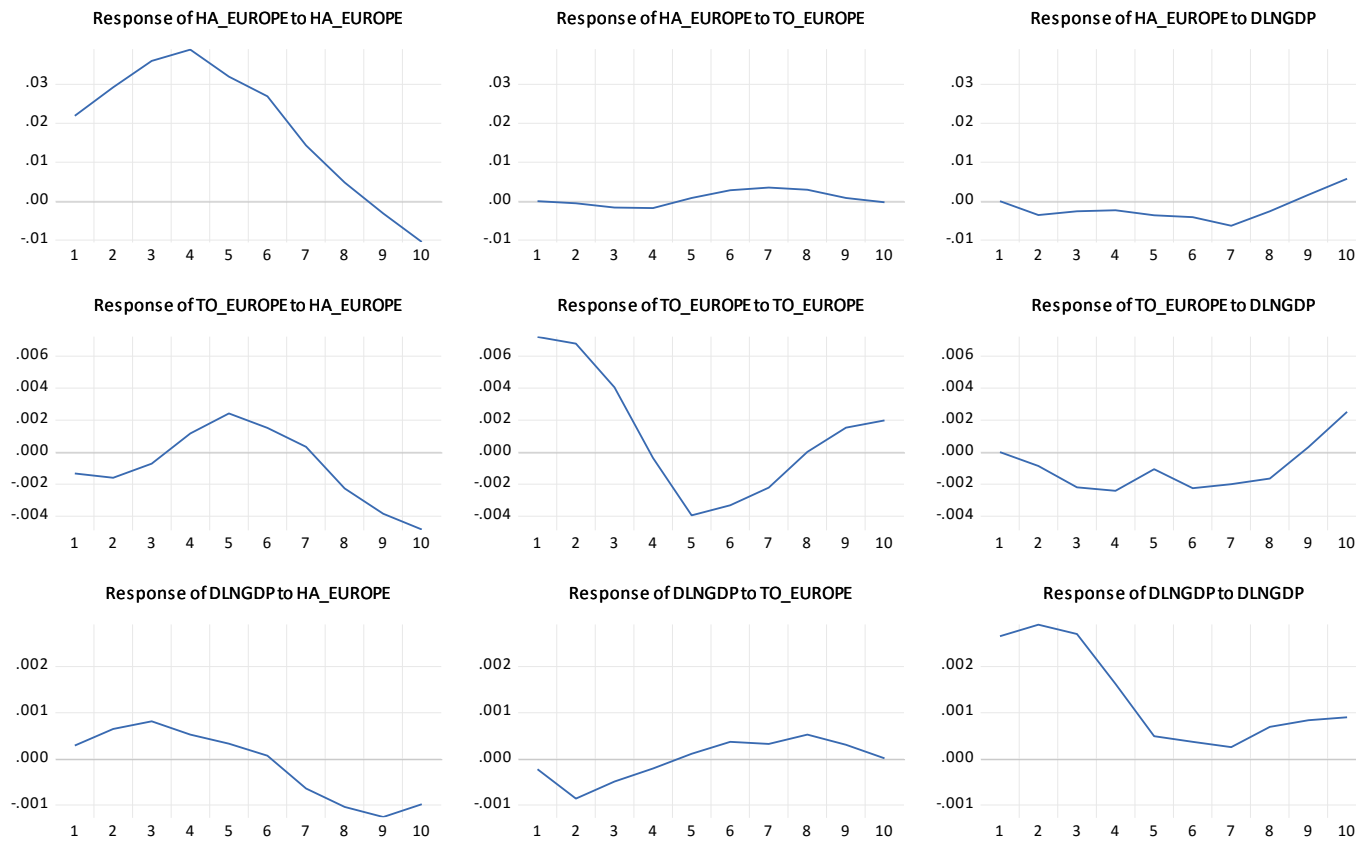 Response of HA_EUROPE to HA_EUROPE
.03
.02
.01
.00
-.01
1 2 3 4 5 6 7 8 9 10
Response of HA_EUROPE to TO_EUROPE
.03
.02
.01
.00
-.01
1 2 3 4 5 6 7 8 9 10
Response of HA_EUROPE to DLNGDP
.03
.02
.01
.00
-.01
1 2 3 4 5 6 7 8 9 10
Response of TO_EUROPE to HA_EUROPE
.006
.004
.002
.000
-.002
-.004
1 2 3 4 5 6 7 8 9 10
Response of TO_EUROPE to TO_EUROPE
.006
.004
.002
.000
-.002
-.004
1 2 3 4 5 6 7 8 9 10
Response of TO_EUROPE to DLNGDP
.006
.004
.002
.000
-.002
-.004
1 2 3 4 5 6 7 8 9 10
Response of DLNGDP to HA_EUROPE
.002
.001
.000
-.001
1 2 3 4 5 6 7 8 9 10
Response of DLNGDP to TO_EUROPE
.002
.001
.000
-.001
1 2 3 4 5 6 7 8 9 10
Response of DLNGDP to DLNGDP
.002
.001
.000
-.001
1 2 3 4 5 6 7 8 9 10